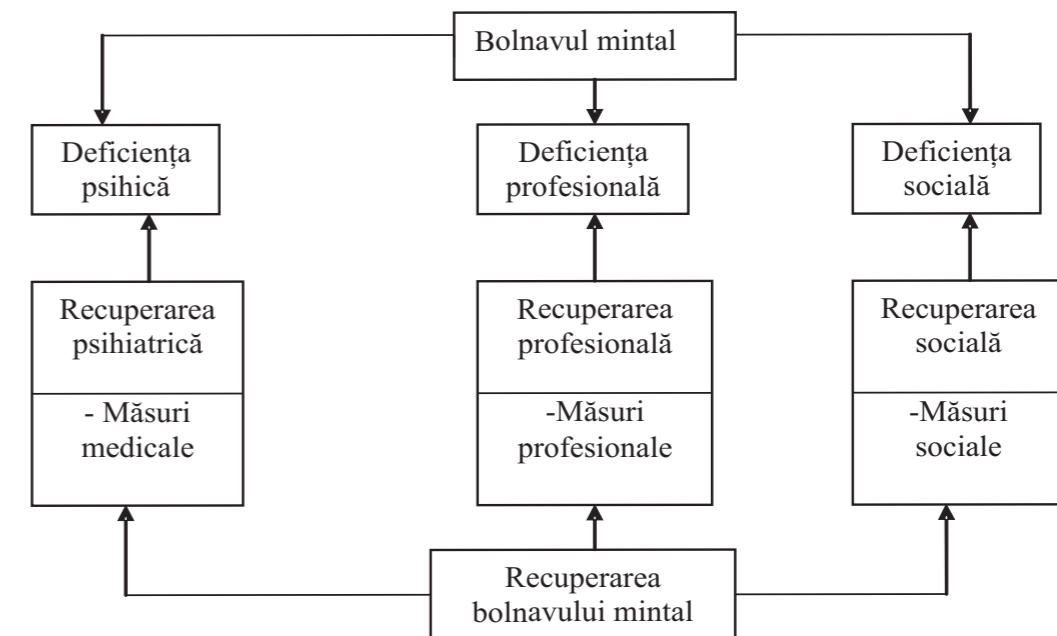 Bolnavul mintal
Deficiența
psihică
Deficiența
profesională
Deficiența
socială
Recuperarea
psihiatrică
- Măsuri
medicale
Recuperarea
profesională
-Măsuri
profesionale
Recuperarea
socială
-Măsuri
sociale
Recuperarea
bolnavului mintal